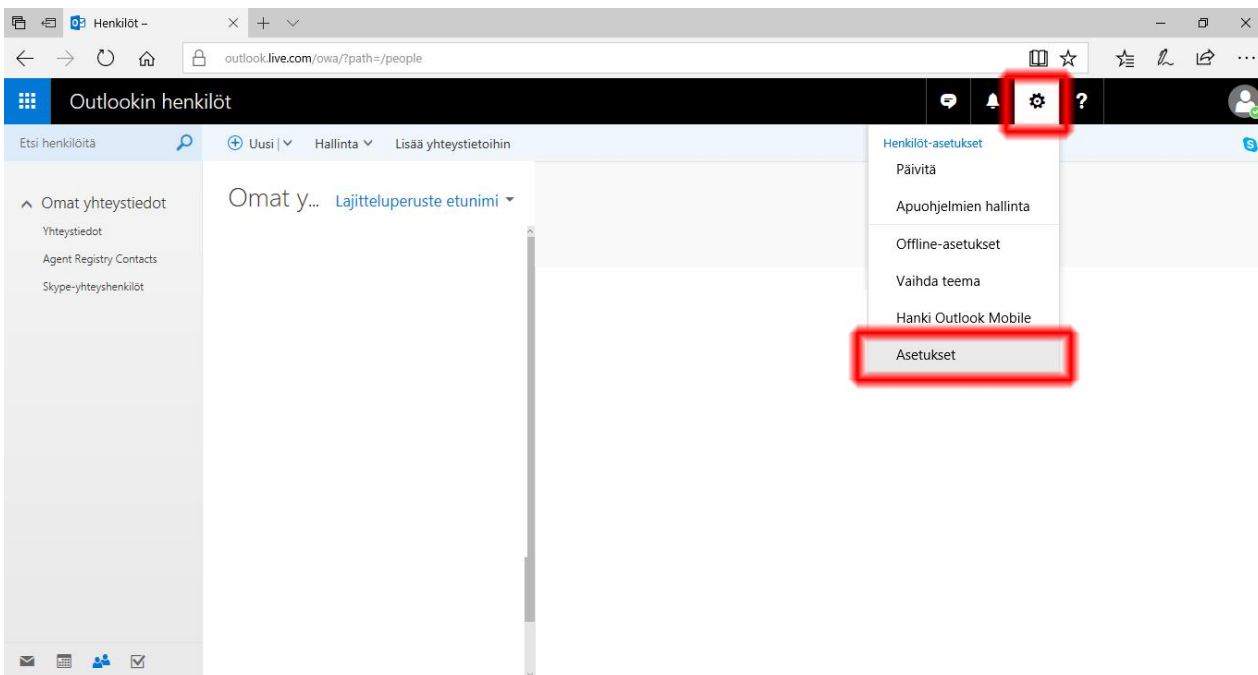 Henkilöt –
outlook.live.com/owa/?path=/people
Outlookin henkilöt
?
Etsi henkilöitä
Uusi | Hallinta Lisää yhteystietoihin
Omat yhteystiedot
Yhteystiedot
Agent Registry Contacts
Skype-yhteyshenkilöt
Omat y... Lajitteluperuste etunimi
Henkilöt-asetukset
Päivitä
Apuohjelmien hallinta
Offline-asetukset
Vaihda teema
Hanki Outlook Mobile
Asetukset